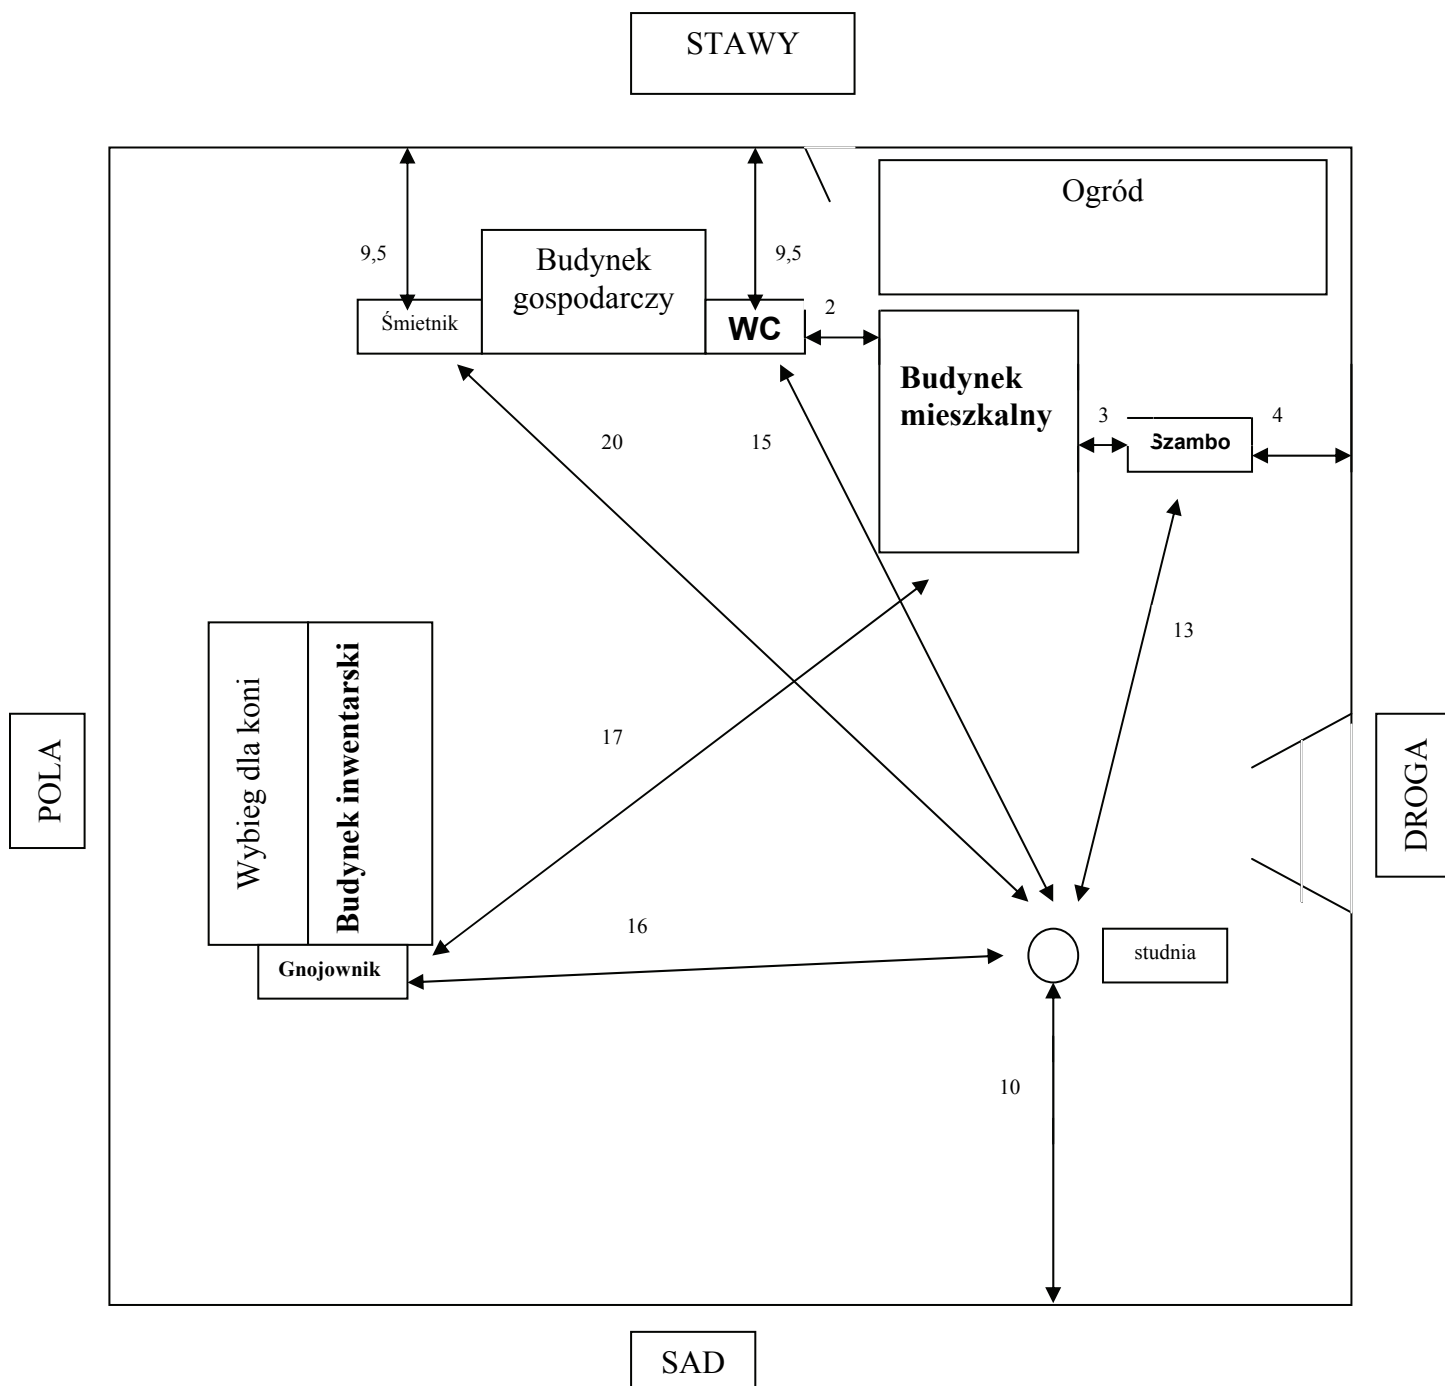 STAWY
Ogród
9,5
Budynek
gospodarczy
9,5
Śmietnik
WC
2
Budynek
mieszkalny
3
Szambo
4
20
15
13
Wybieg dla koni
Budynek inwentarski
17
POLA
DROGA
16
Gnojownik
studnia
10
SAD